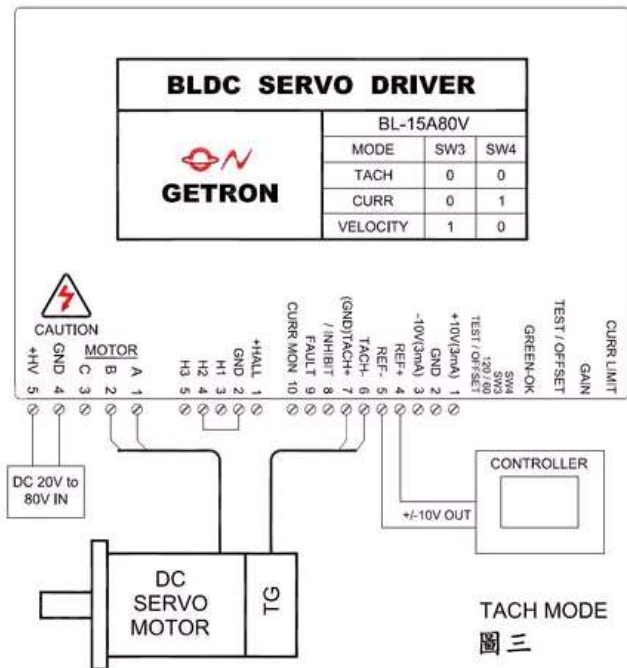 BLDC SERVO DRIVER
GETRON
BL-15A80V
MODE SW3 SW4
TACH 0 0
CURR 0 1
VELOCITY 1 0
CAUTION
MOTOR
+HV 5
GND 4
C 3
B 2
A 1
H3 5
H2 4
H1 3
GND 2
+HALL 1
CURR MON 10
FAULT 9
/ INHIBIT 8
(GND)TACH+ 7
TACH- 6
REF- 5
REF+ 4
-10V(3mA) 3
GND 2
+10V(3mA) 1
TEST / OFFSET
120 / 60
SW3
SW4
GREEN-OK
TEST / OFFSET
GAIN
CURR LIMIT
DC 20V to
80V IN
CONTROLLER
+/-10V OUT
DC
SERVO
MOTOR
TG
TACH MODE
圖三